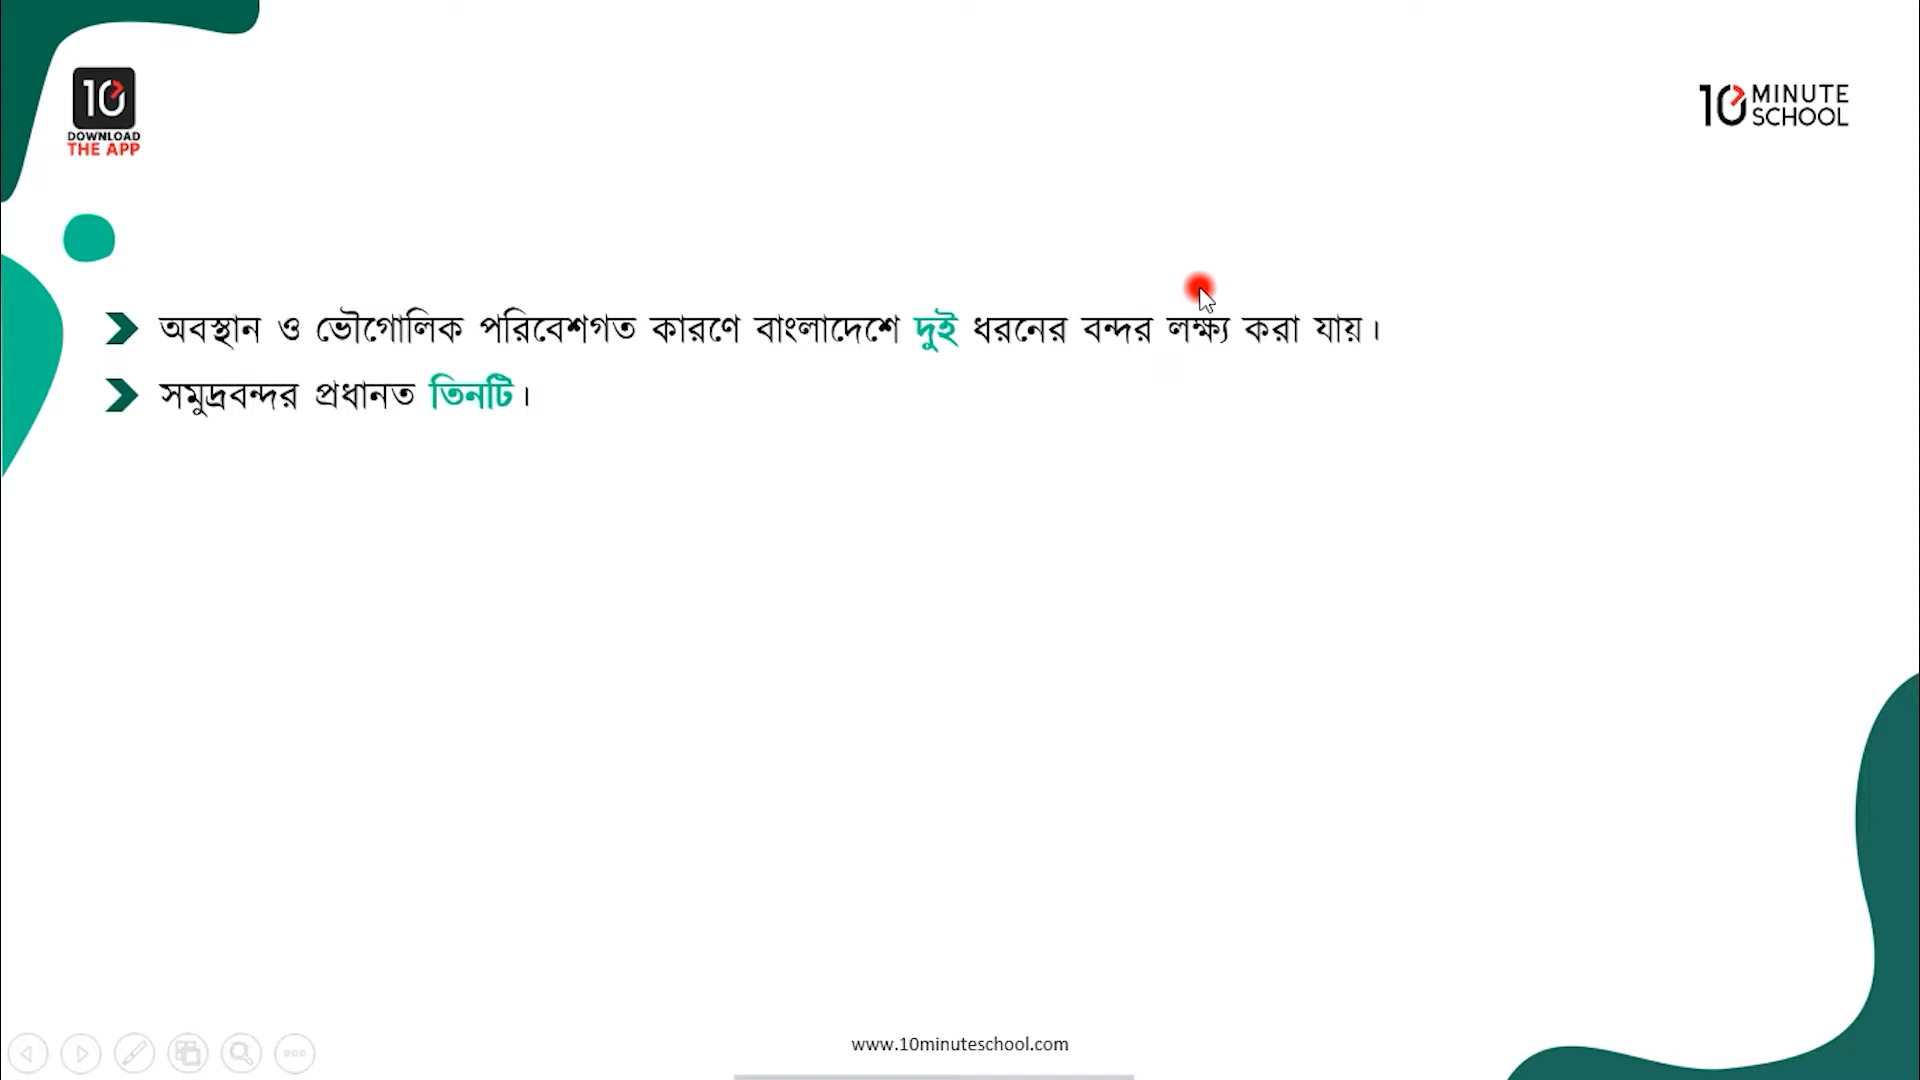 10
DOWNLOAD
THE APP
10 MINUTE
SCHOOL
অবস্থান ও ভৌগোলিক পরিবেশগত কারণে বাংলাদেশে দুই ধরনের বন্দর লক্ষ্য করা যায়।
সমুদ্রবন্দর প্রধানত তিনটি।
www.10minuteschool.com